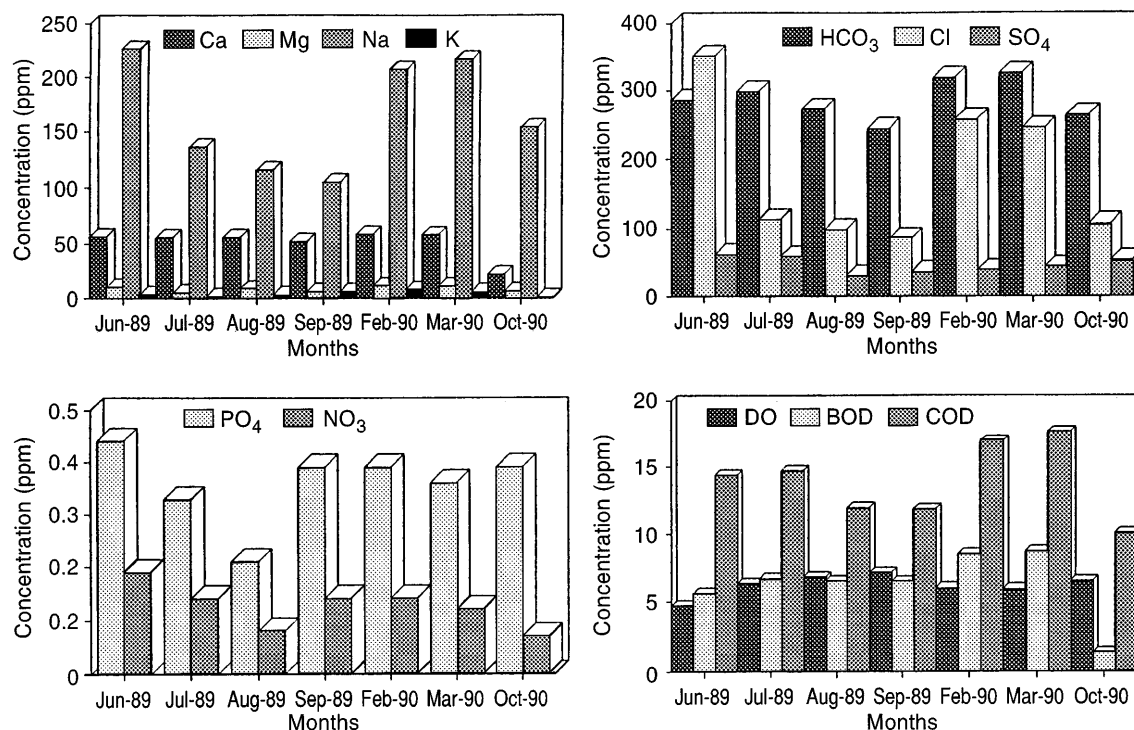 Ca Mg Na K
Concentration (ppm)
250
200
150
100
50
0
Jun-89 Jul-89 Aug-89 Sep-89 Feb-90 Mar-90 Oct-90
Months
HCO3 Cl SO4
Concentration (ppm)
400
300
200
100
0
Jun-89 Jul-89 Aug-89 Sep-89 Feb-90 Mar-90 Oct-90
Months
PO4 NO3
Concentration (ppm)
0.5
0.4
0.3
0.2
0.2
0
Jun-89 Jul-89 Aug-89 Sep-89 Feb-90 Mar-90 Oct-90
Months
DO BOD COD
Concentration (ppm)
20
15
10
5
0
Jun-89 Jul-89 Aug-89 Sep-89 Feb-90 Mar-90 Oct-90
Months